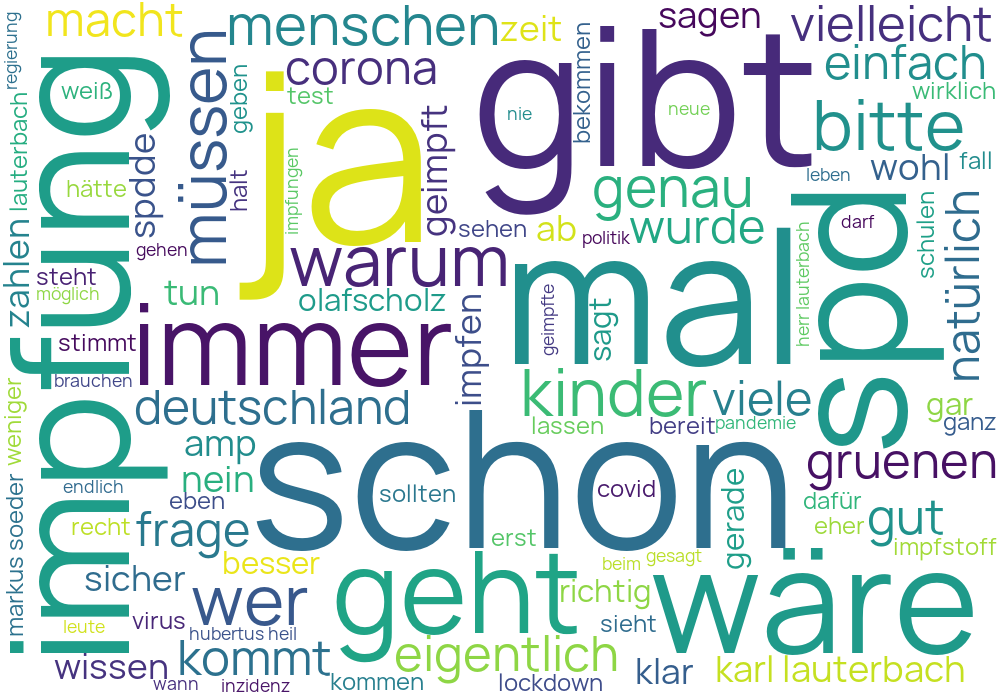 macht
menschen
zeit
sagen
vielleicht
regierung
weiß
geben
corona
test
ja
gibt
nie
bekommen
neue
einfach
wirklich
bitte
wohl
fall
leben
lauterbach
zahlen
impfung
hätte
spdde
müssen
halt
impfungen
geimpft
sehen
ab
genau
wurde
politik
spd
darf
schulen
natürlich
gehen
steht
möglich
tun
warum
olafscholz
mal
herr lauterbach
stimmt
immer
impfen
geimpfte
sagt
brauchen
weniger
deutschland
kinder
viele
gar
ganz
lassen
bereit
pandemie
amp
nein
schon
gruenen
markus soeder
endlich
eben
sollten
covid
gerade
dafür
recht
frage
erst
eher
gut
beim
gesagt
impfstoff
besser
sicher
wer
geht
richtig
wäre
leute
virus
hubertus heil
sieht
wissen
kommt
eigentlich
klar
karl lauterbach
wann
inzidenz
kommen
lockdown